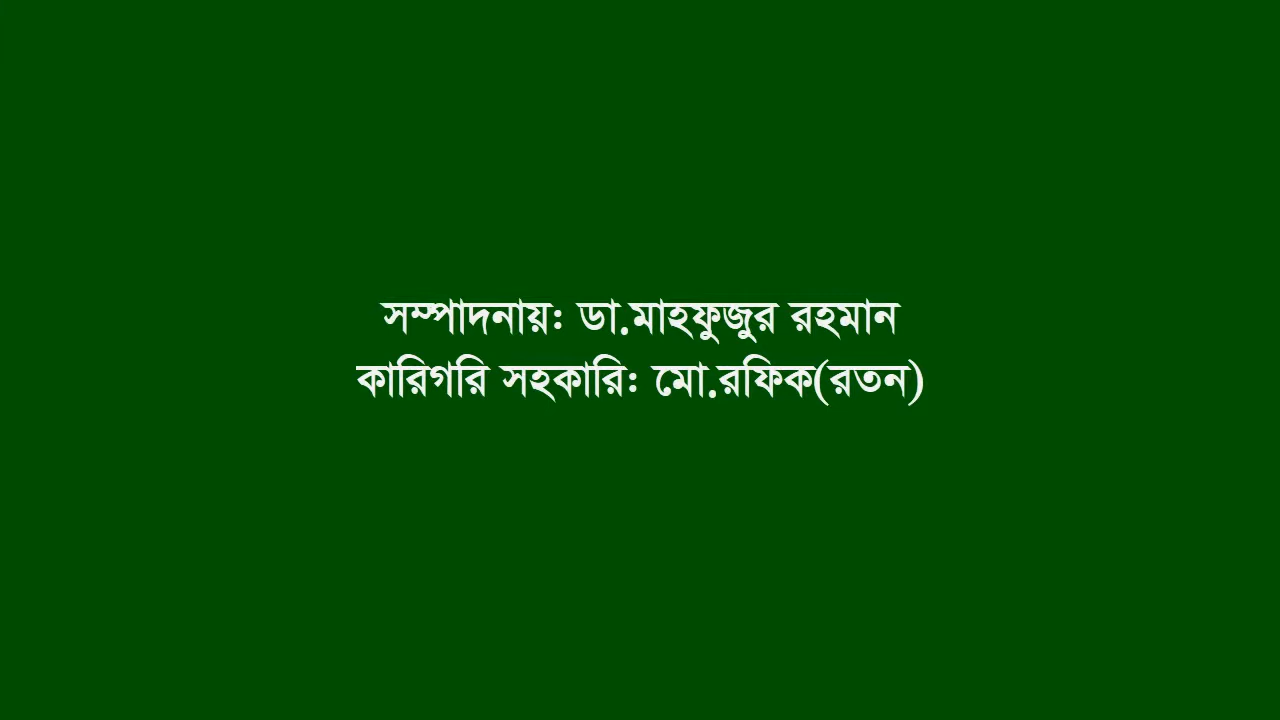 সম্পাদনায়: ডা.মাহফুজুর রহমান
কারিগরি সহকারি: মো.রফিক(রতন)